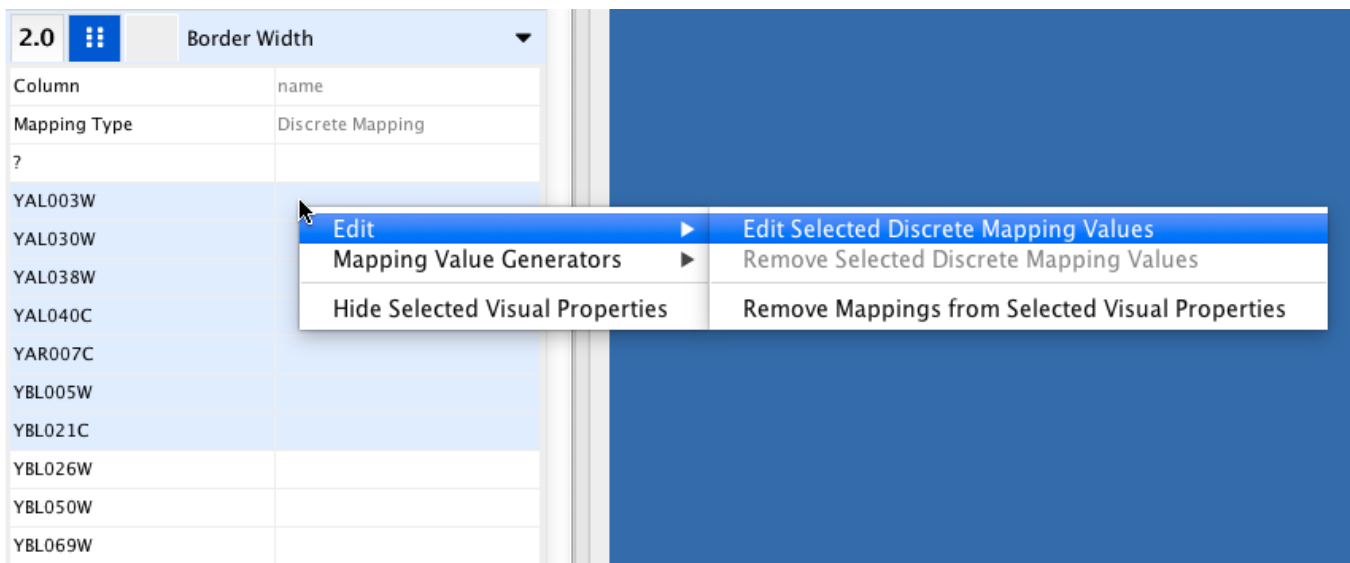 2.0 Border Width
Column name
Mapping Type Discrete Mapping
?
YAL003W
YAL030W
YAL038W
YAL040C
YAR007C
YBL005W
YBL021C
YBL026W
YBL050W
YBL069W
Edit
Mapping Value Generators
Hide Selected Visual Properties
Edit Selected Discrete Mapping Values
Remove Selected Discrete Mapping Values
Remove Mappings from Selected Visual Properties